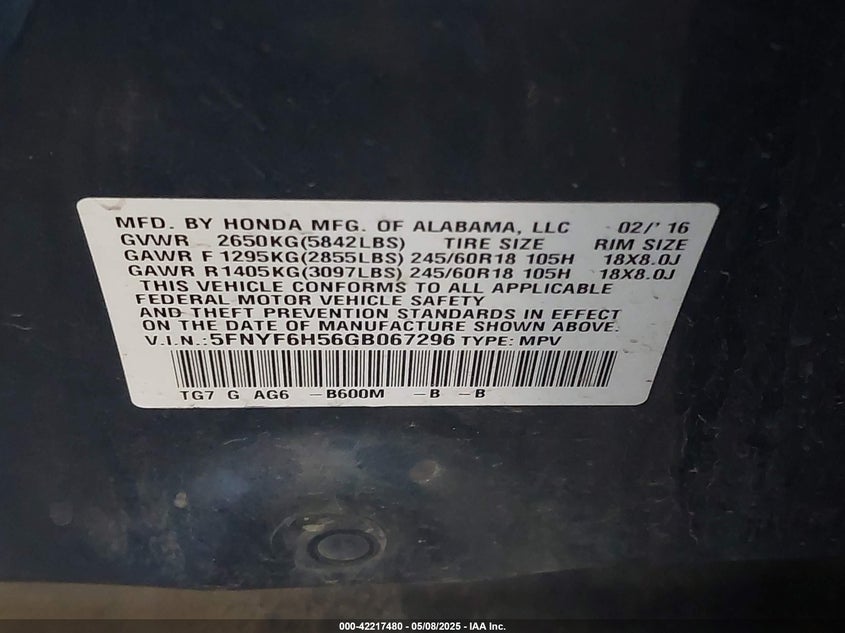 MFD. BY HONDA MFG. OF ALABAMA, LLC 02/' 16
GVWR 2650KG(5842LBS) TIRE SIZE RIM SIZE
GAWR F 1295KG(2855LBS) 245/60R18 105H 18X8.0J
GAWR R1405KG(3097LBS) 245/60R18 105H 18X8.0J
THIS VEHICLE CONFORMS TO ALL APPLICABLE
FEDERAL MOTOR VEHICLE SAFETY
AND THEFT PREVENTION STANDARDS IN EFFECT
ON THE DATE OF MANUFACTURE SHOWN ABOVE.
V.I.N.: 5FNYF6H56GB067296 TYPE: MPV
TG7 G AG6 -B600M -B -B
000-42217480 - 05/08/2025 - IAA Inc.